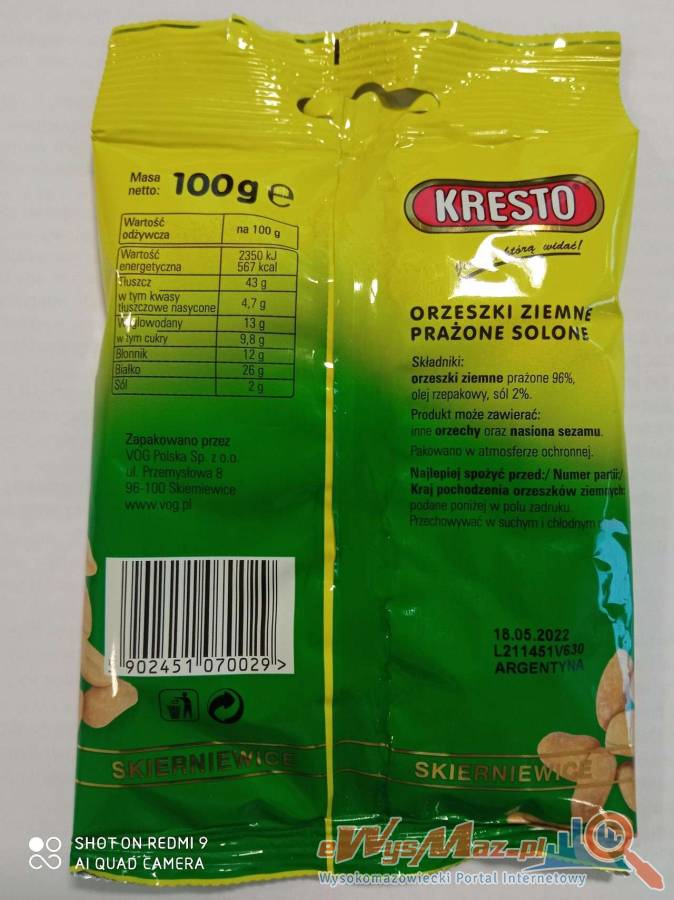 Masa
netto: 100g e
Wartość
odżywcza na 100 g
Wartość
energetyczna 2350 kJ
567 kcal
Tłuszcz 43 g
w tym kwasy
tłuszczowe nasycone 4,7 g
Węglowodany 13 g
w tym cukry 9,8 g
Błonnik 12 g
Białko 26 g
Sól 2 g
Zapakowano przez
VOG Polska Sp. z o.o.
ul. Przemysłowa 8
96-100 Skierniewice
www.vog.pl
5 902451 070029 >
SKIERNIEWICE
KRESTO®
którą widać!
ORZESZKI ZIEMNE
PRAŻONE SOLONE
Składniki:
orzeszki ziemne prażone 96%,
olej rzepakowy, sól 2%.
Produkt może zawierać:
inne orzechy oraz nasiona sezamu.
Pakowano w atmosferze ochronnej.
Najlepiej spożyć przed:/ Numer partii:/
Kraj pochodzenia orzeszków ziemnych:
podane poniżej w polu zadruku.
Przechowywać w suchym i chłodnym
18.05.2022
L211451V630
ARGENTYNA
SKIERNIEWICE
SHOT ON REDMI 9
AI QUAD CAMERA
eWysMaz.pl
Wysokomazowiecki Portal Internetowy